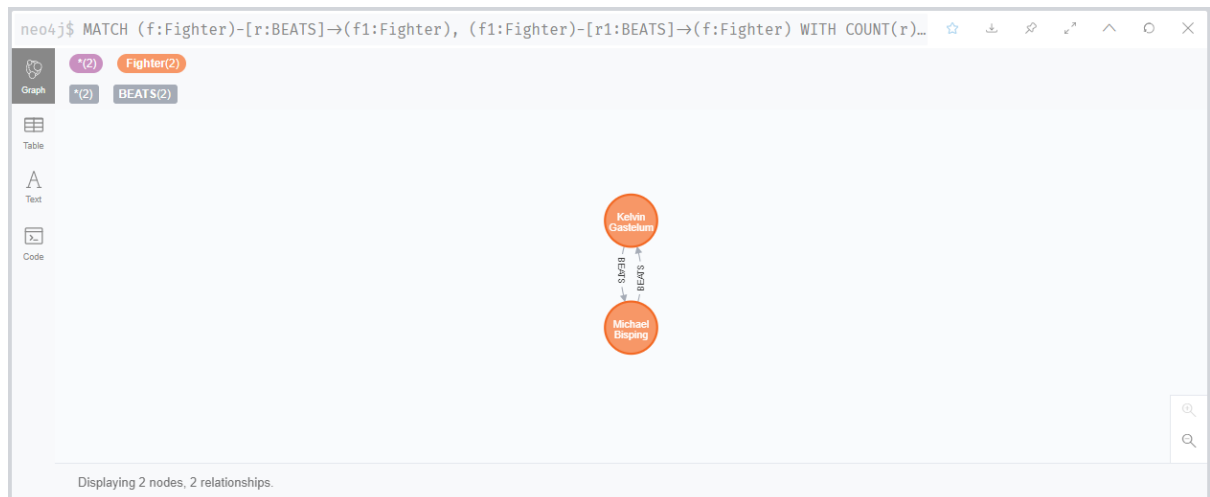 neo4j$ MATCH (f:Fighter)-[r:BEATS]→(f1:Fighter), (f1:Fighter)-[r1:BEATS]→(f:Fighter) WITH COUNT(r)…
*(2) Fighter(2)
*(2) BEATS(2)
Graph
Table
A
Text
Code
Kelvin
Gastelum
BEATS
BEATS
Michael
Bisping
Displaying 2 nodes, 2 relationships.